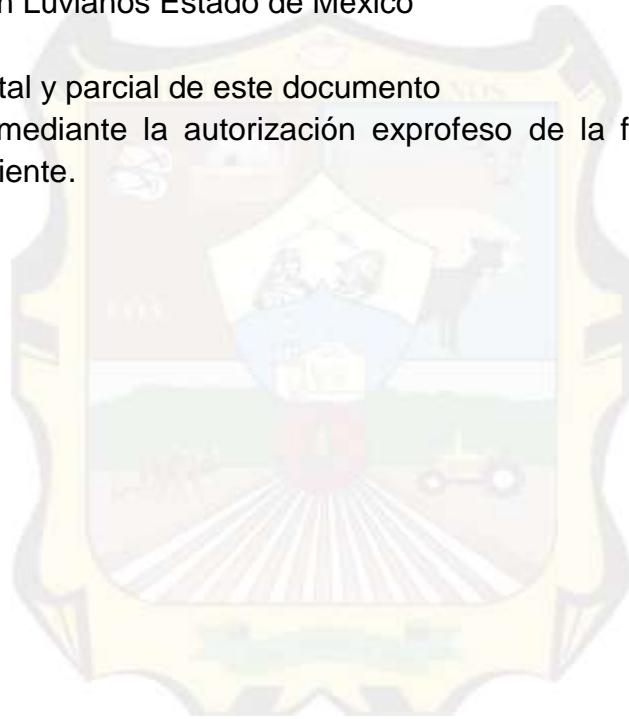 n Luvianos Estado de México
tal y parcial de este documento
mediante la autorización exprofeso de la f
iente.